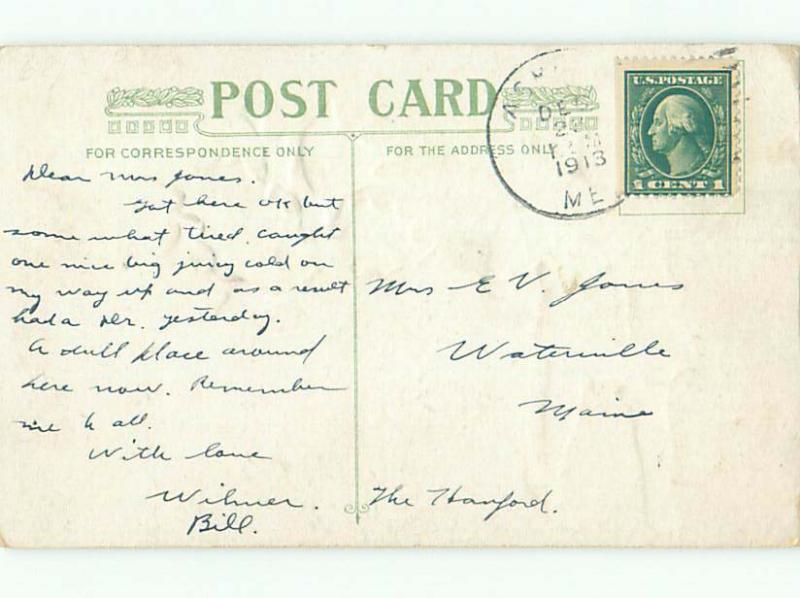 POST CARD
FOR CORRESPONDENCE ONLY
FOR THE ADDRESS ONLY
DEC
1913
ME
U.S. POSTAGE
1 CENT 1
Dear Mrs Jones.
Got here OK but
some what tired. caught
one nice big juicy cold on
my way up and as a result
had a Dr. yesterday.
A dull place around
here now. Remember
me to all.
With love
Wilmer.
Bill.
Mrs E V. Jones
Waterville
Maine
The Hanford.